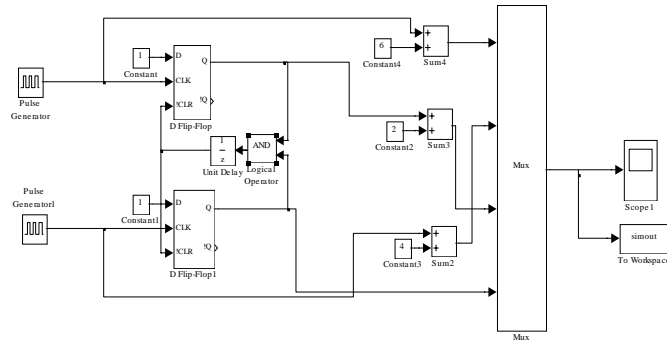 6
Constant4
Sum4
1
Constant
D
CLK
!CLR
Q
!Q
D Flip-Flop
Pulse
Generator
2
Constant2
Sum3
1
z
Unit Delay
AND
Logical
Operator
Mux
Scope1
Pulse
Generator1
1
Constant1
D
CLK
!CLR
Q
!Q
D Flip-Flop1
4
Constant3
Sum2
simout
To Workspace
Mux